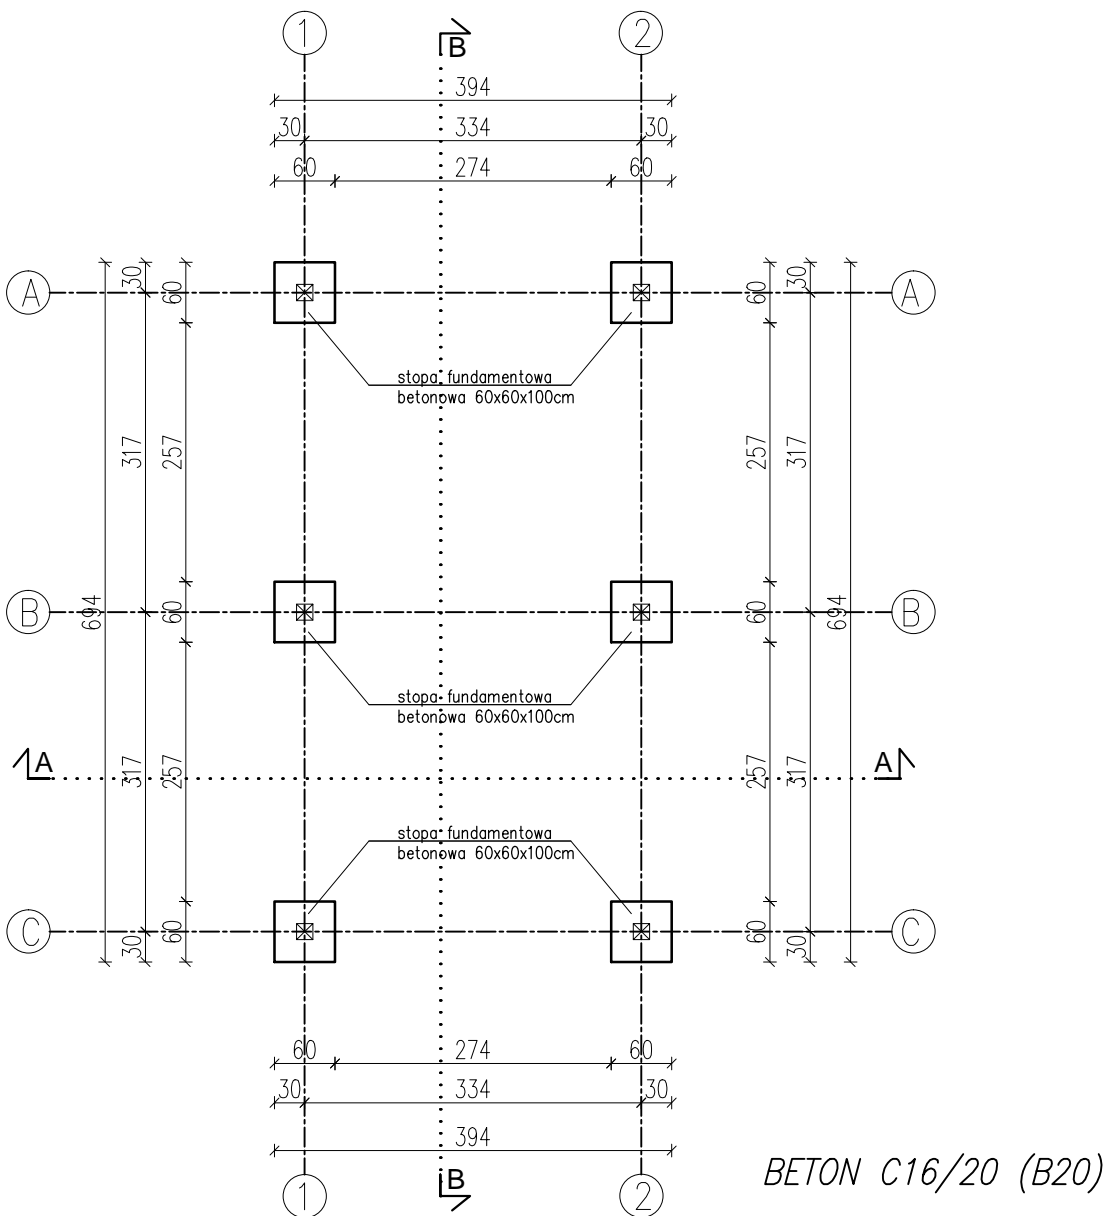 1 2
B
394
30 334 30
60 274 60
A 30 60 60 30 A
stopa fundamentowa
betonowa 60x60x100cm
317 257 257 317
B 694 60 60 694 B
stopa fundamentowa
betonowa 60x60x100cm
A A
317 257 257 317
stopa fundamentowa
betonowa 60x60x100cm
C 30 60 60 30 C
60 274 60
30 334 30
394
B
1 2
BETON C16/20 (B20)